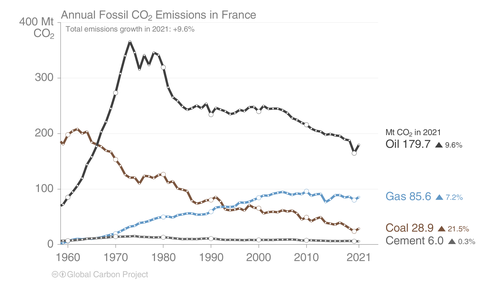 Annual Fossil CO₂ Emissions in France
Total emissions growth in 2021: +9.6%
400 Mt
CO₂
300
200
100
0
1960 1970 1980 1990 2000 2010 2021
Mt CO₂ in 2021
Oil 179.7 ▲ 9.6%
Gas 85.6 ▲ 7.2%
Coal 28.9 ▲ 21.5%
Cement 6.0 ▲ 0.3%
Global Carbon Project